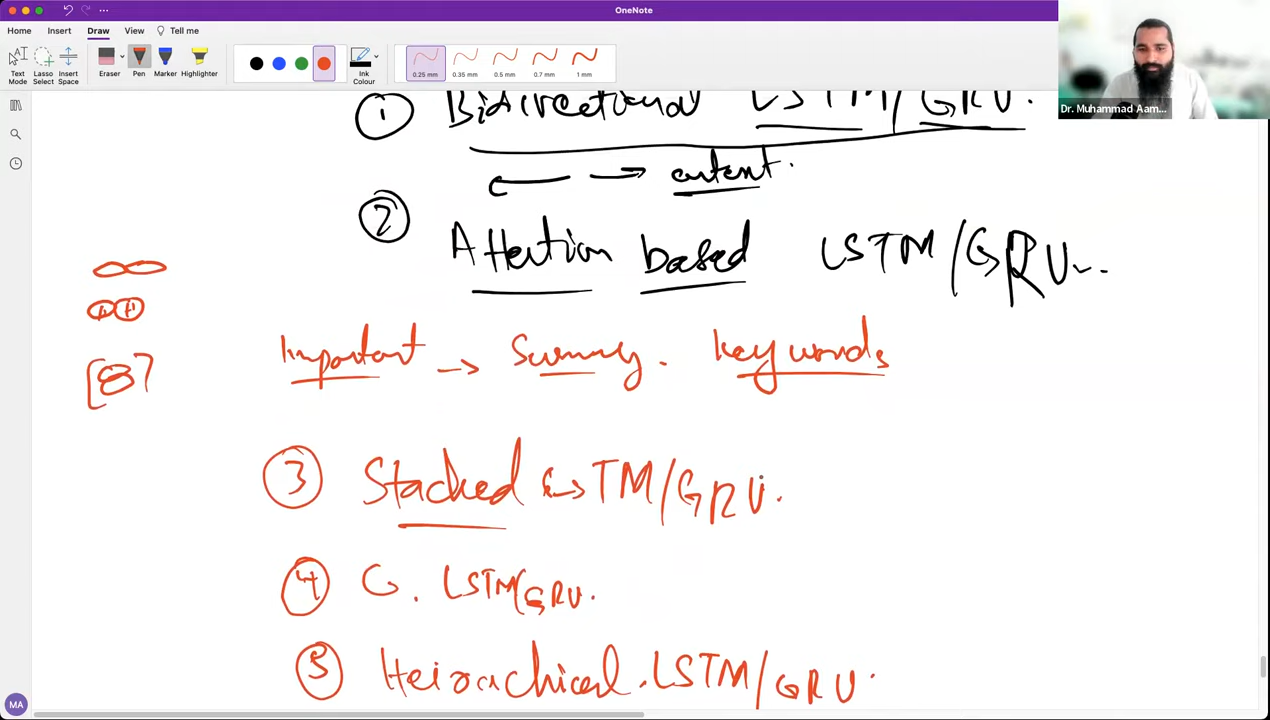 OneNote
Home Insert Draw View Tell me
Text Mode Lasso Select Insert Space Eraser Pen Marker Highlighter Ink Colour 0.25 mm 0.35 mm 0.5 mm 0.7 mm 1 mm
Dr. Muhammad Aam...
① Bidirectional LSTM/GRU.
② Attention based LSTM/GRU
Important → Summary. Keywords
③ Stacked LSTM/GRU.
④ G. LSTM/GRU.
⑤ Heirachical. LSTM/GRU.
MA